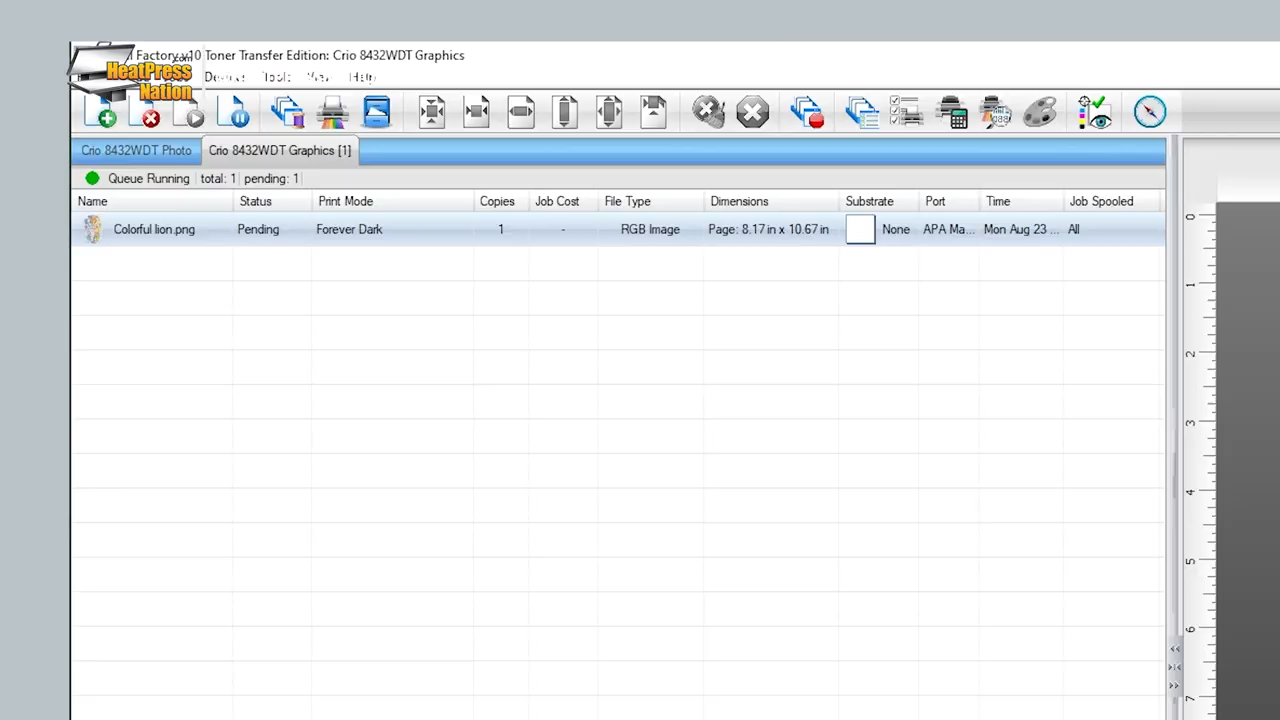 Factory v10 Toner Transfer Edition: Crio 8432WDT Graphics
HeatPress
.com
Nation
Help
Crio 8432WDT Photo
Crio 8432WDT Graphics [1]
Queue Running total: 1 pending: 1
Name Status Print Mode Copies Job Cost File Type Dimensions Substrate Port Time Job Spooled
Colorful lion.png Pending Forever Dark 1 - RGB Image Page: 8.17 in x 10.67 in None APA Ma... Mon Aug 23 ... All
0
1
2
3
4
5
6
7